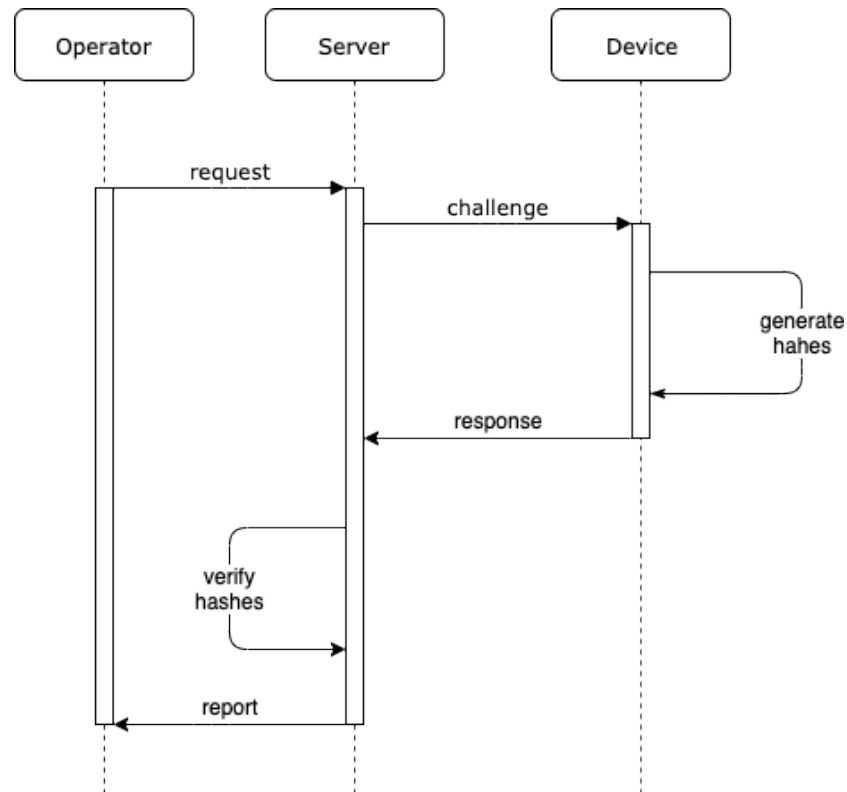 Operator
Server
Device
request
challenge
generate
hahes
response
verify
hashes
report